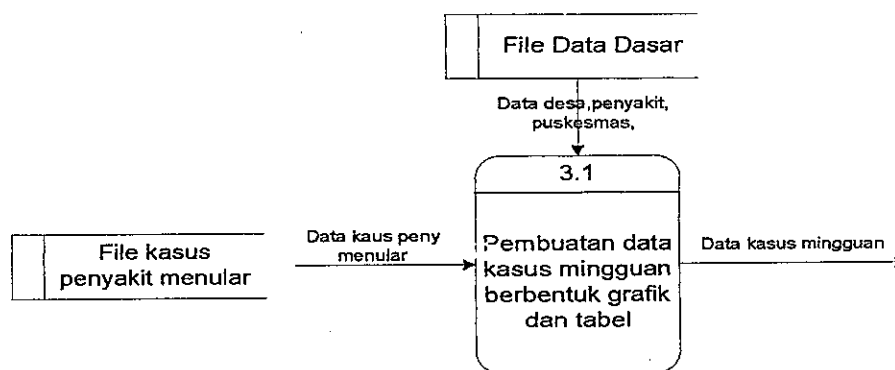 File Data Dasar
Data desa,penyakit,
puskesmas,
3.1
File kasus
penyakit menular
Data kaus peny
menular
Pembuatan data
kasus mingguan
berbentuk grafik
dan tabel
Data kasus mingguan